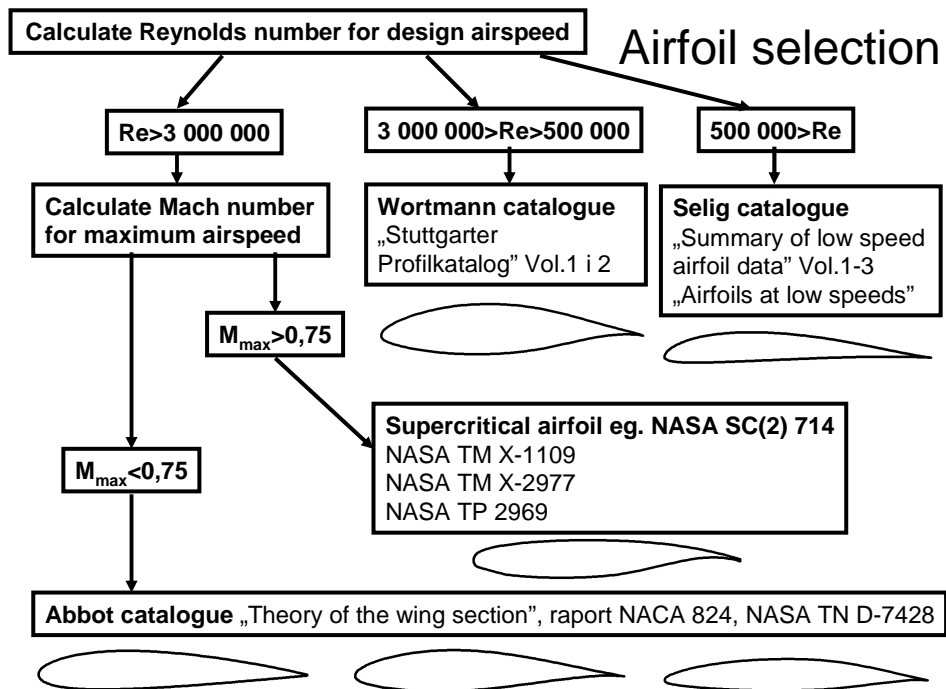 Calculate Reynolds number for design airspeed
Airfoil selection
Re>3 000 000
3 000 000>Re>500 000
500 000>Re
Calculate Mach number
for maximum airspeed
Wortmann catalogue
„Stuttgarter
Profilkatalog” Vol.1 i 2
Selig catalogue
„Summary of low speed
airfoil data” Vol.1-3
„Airfoils at low speeds”
Mmax>0,75
Supercritical airfoil eg. NASA SC(2) 714
NASA TM X-1109
NASA TM X-2977
NASA TP 2969
Mmax<0,75
Abbot catalogue „Theory of the wing section”, raport NACA 824, NASA TN D-7428